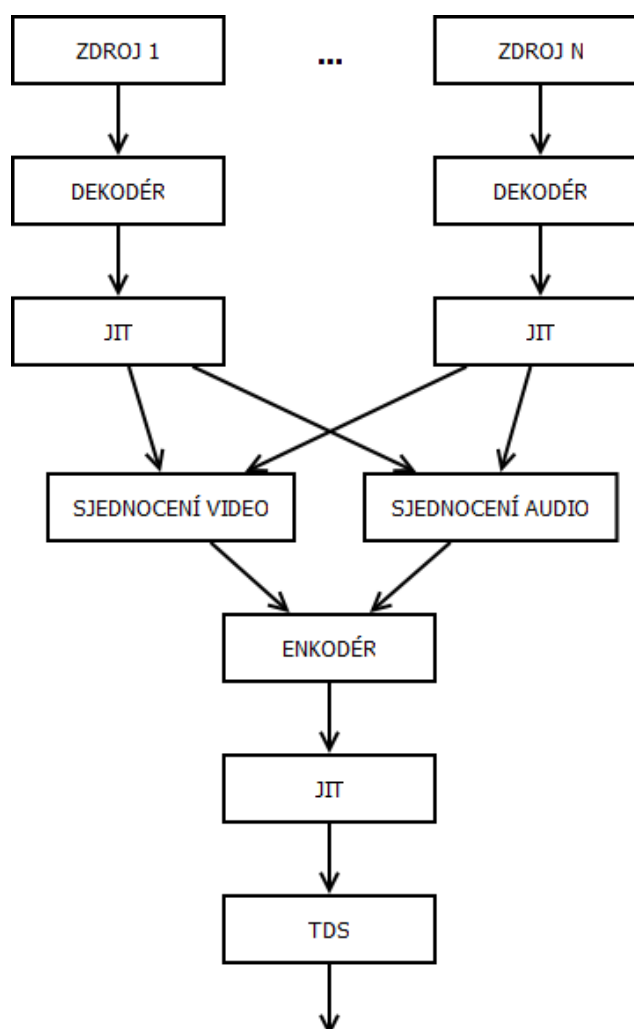 ZDROJ 1
...
ZDROJ N
DEKODÉR
DEKODÉR
JIT
JIT
SJEDNOCENÍ VIDEO
SJEDNOCENÍ AUDIO
ENKODÉR
JIT
TDS